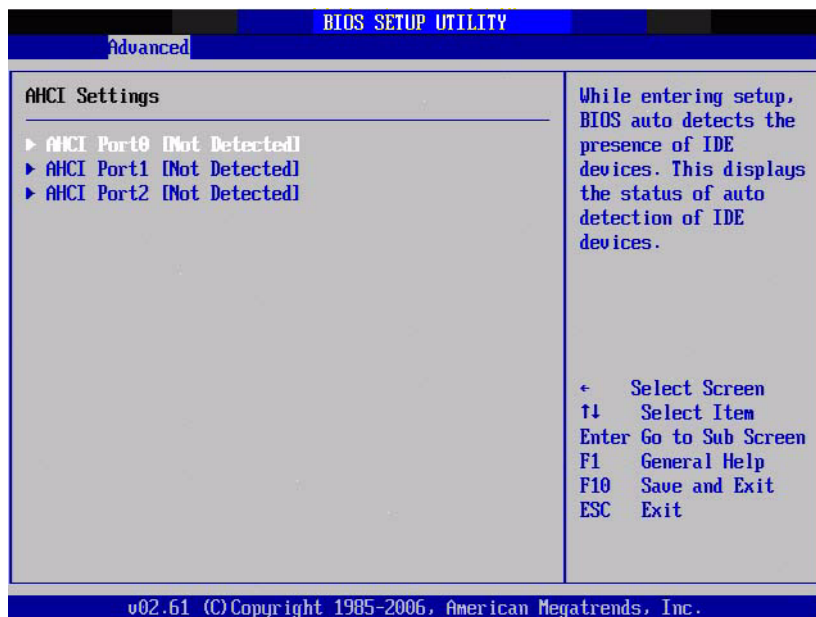 BIOS SETUP UTILITY
Advanced
AHCI Settings
▶ AHCI Port0 [Not Detected]
▶ AHCI Port1 [Not Detected]
▶ AHCI Port2 [Not Detected]
While entering setup,
BIOS auto detects the
presence of IDE
devices. This displays
the status of auto
detection of IDE
devices.
← Select Screen
↑↓ Select Item
Enter Go to Sub Screen
F1 General Help
F10 Save and Exit
ESC Exit
v02.61 (C)Copyright 1985-2006, American Megatrends, Inc.